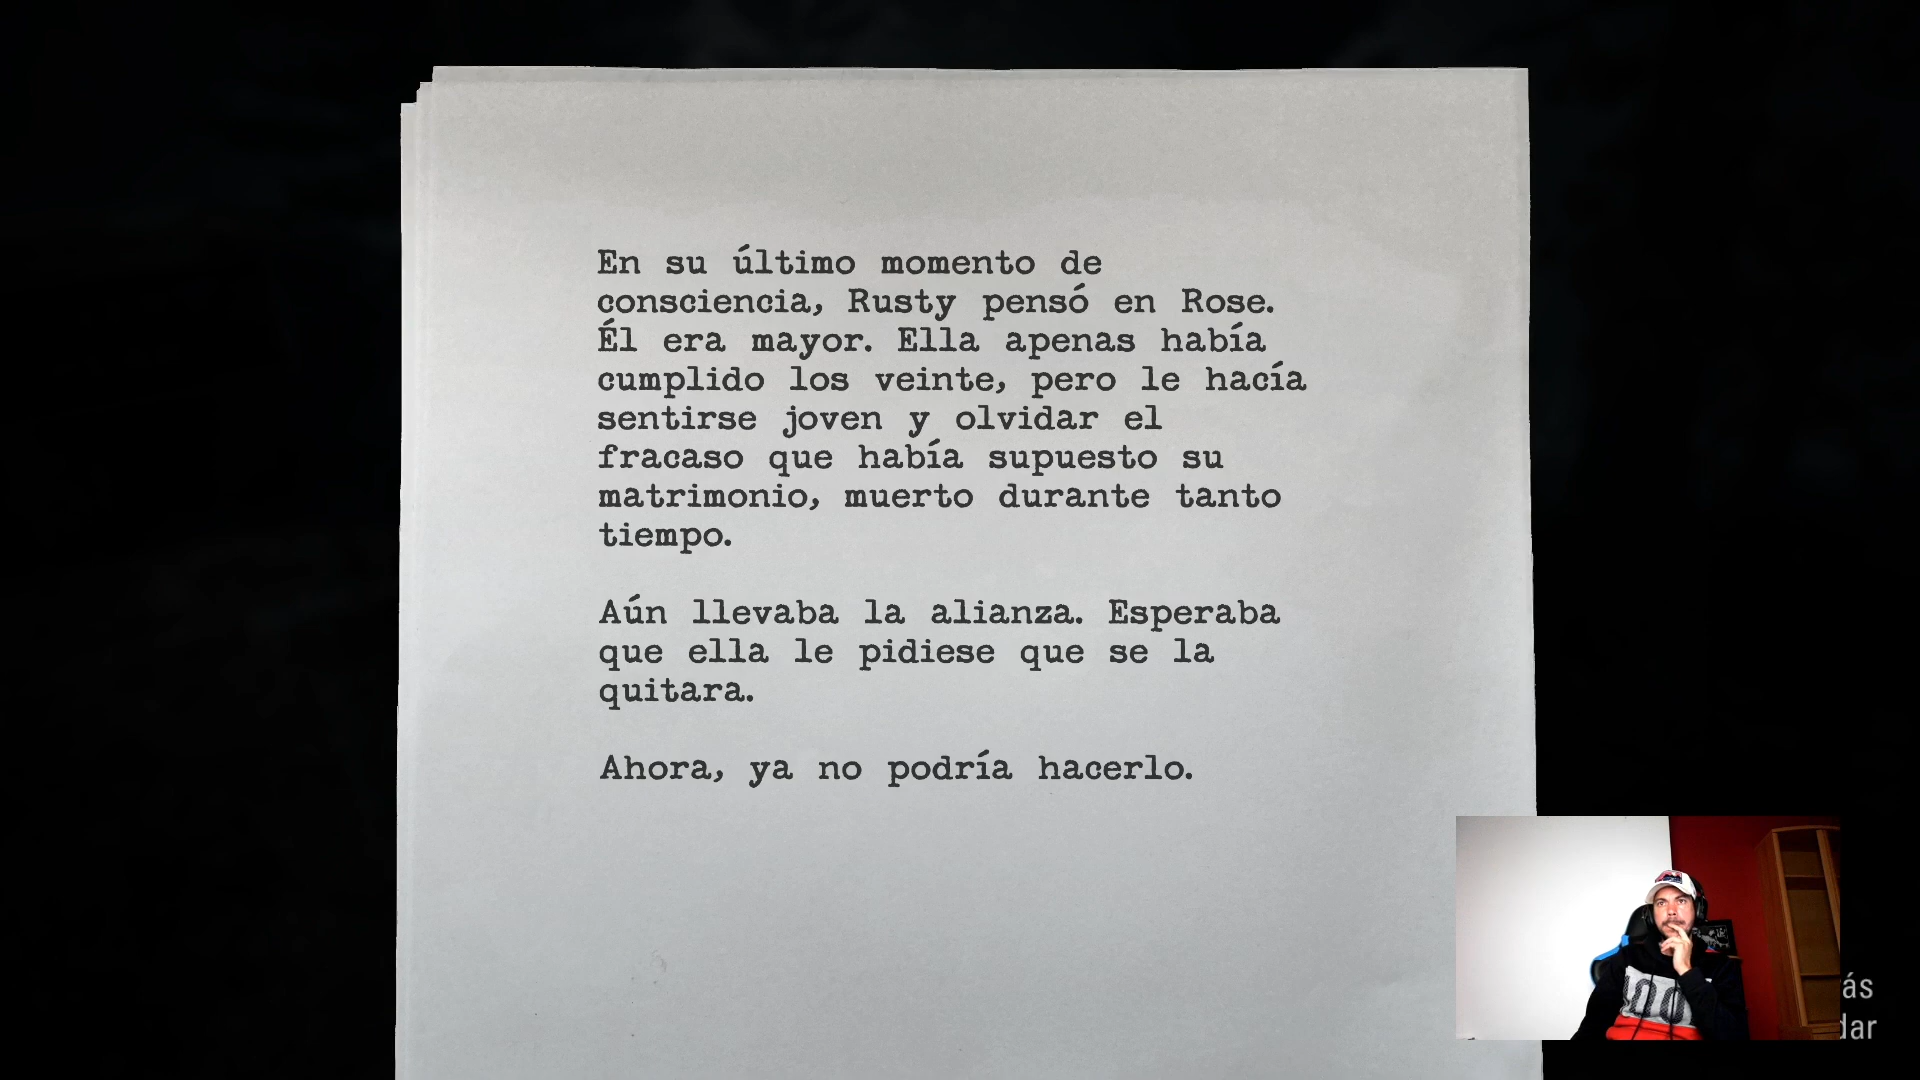 En su último momento de
consciencia, Rusty pensó en Rose.
Él era mayor. Ella apenas había
cumplido los veinte, pero le hacía
sentirse joven y olvidar el
fracaso que había supuesto su
matrimonio, muerto durante tanto
tiempo.
Aún llevaba la alianza. Esperaba
que ella le pidiese que se la
quitara.
Ahora, ya no podría hacerlo.